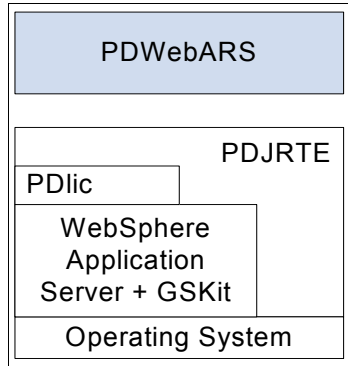 PDWebARS
PDJRTE
PDlic
WebSphere
Application
Server + GSKit
Operating System